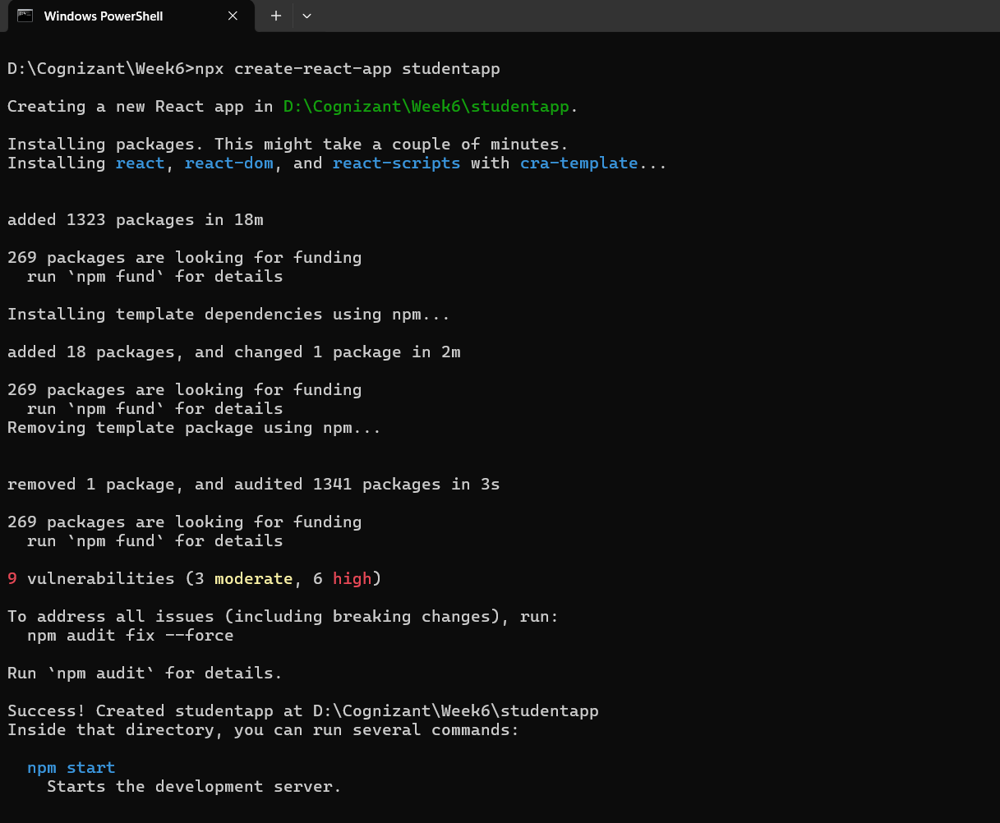 Windows PowerShell
D:\Cognizant\Week6>npx create-react-app studentapp
Creating a new React app in D:\Cognizant\Week6\studentapp.
Installing packages. This might take a couple of minutes.
Installing react, react-dom, and react-scripts with cra-template...
added 1323 packages in 18m
269 packages are looking for funding
  run `npm fund` for details
Installing template dependencies using npm...
added 18 packages, and changed 1 package in 2m
269 packages are looking for funding
  run `npm fund` for details
Removing template package using npm...
removed 1 package, and audited 1341 packages in 3s
269 packages are looking for funding
  run `npm fund` for details
9 vulnerabilities (3 moderate, 6 high)
To address all issues (including breaking changes), run:
  npm audit fix --force
Run `npm audit` for details.
Success! Created studentapp at D:\Cognizant\Week6\studentapp
Inside that directory, you can run several commands:
  npm start
    Starts the development server.